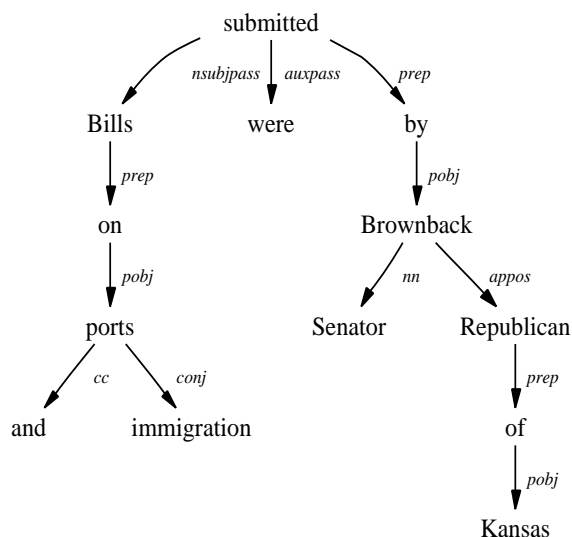 submitted
nsubjpass auxpass prep
Bills were by
prep pobj
on Brownback
pobj nn appos
ports Senator Republican
cc conj prep
and immigration of
pobj
Kansas